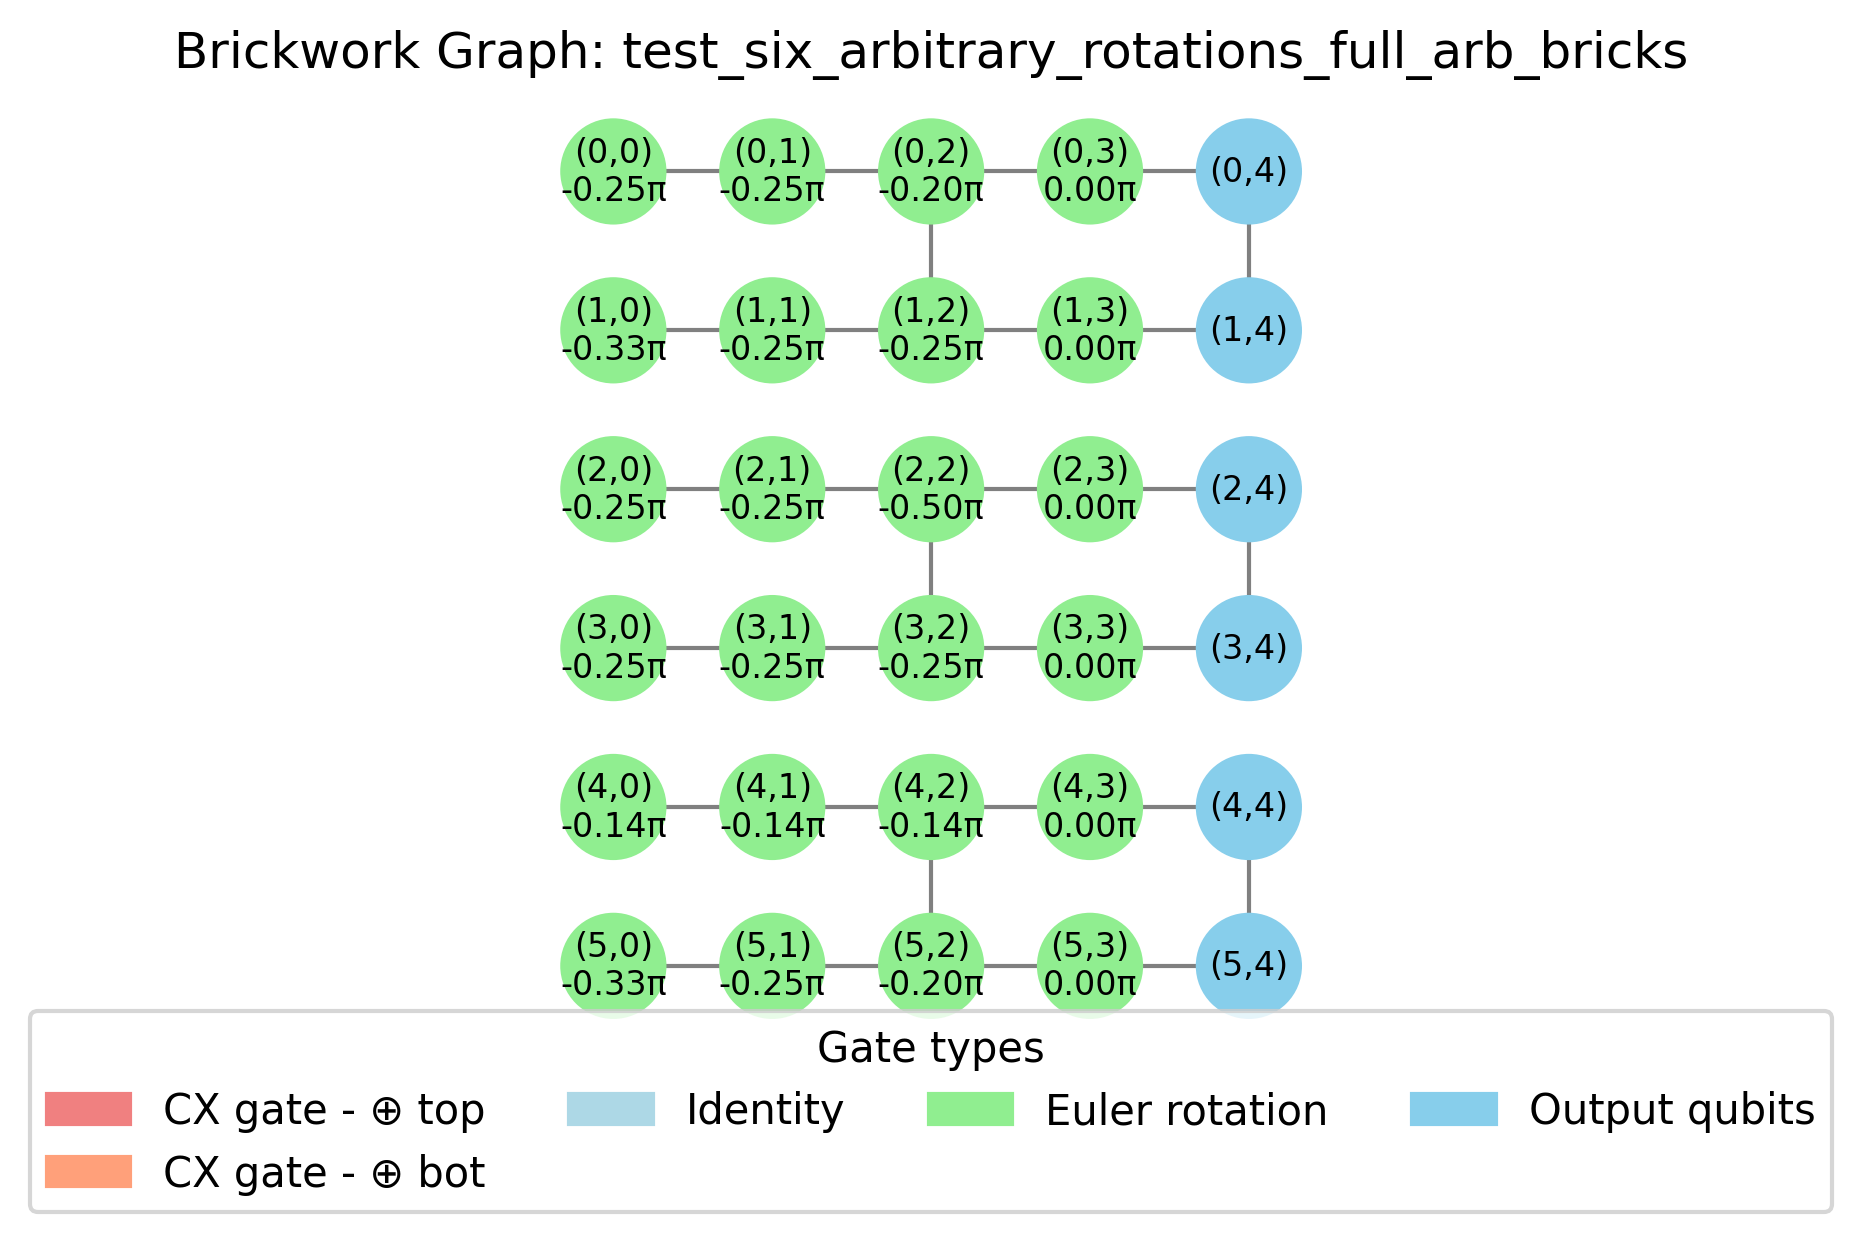 Brickwork Graph: test_six_arbitrary_rotations_full_arb_bricks
(0,0) (0,1) (0,2) (0,3) (0,4)
-0.25π -0.25π -0.20π 0.00π
(1,0) (1,1) (1,2) (1,3) (1,4)
-0.33π -0.25π -0.25π 0.00π
(2,0) (2,1) (2,2) (2,3) (2,4)
-0.25π -0.25π -0.50π 0.00π
(3,0) (3,1) (3,2) (3,3) (3,4)
-0.25π -0.25π -0.25π 0.00π
(4,0) (4,1) (4,2) (4,3) (4,4)
-0.14π -0.14π -0.14π 0.00π
(5,0) (5,1) (5,2) (5,3) (5,4)
-0.33π -0.25π -0.20π 0.00π
Gate types
CX gate - ⊕ top Identity Euler rotation Output qubits
CX gate - ⊕ bot